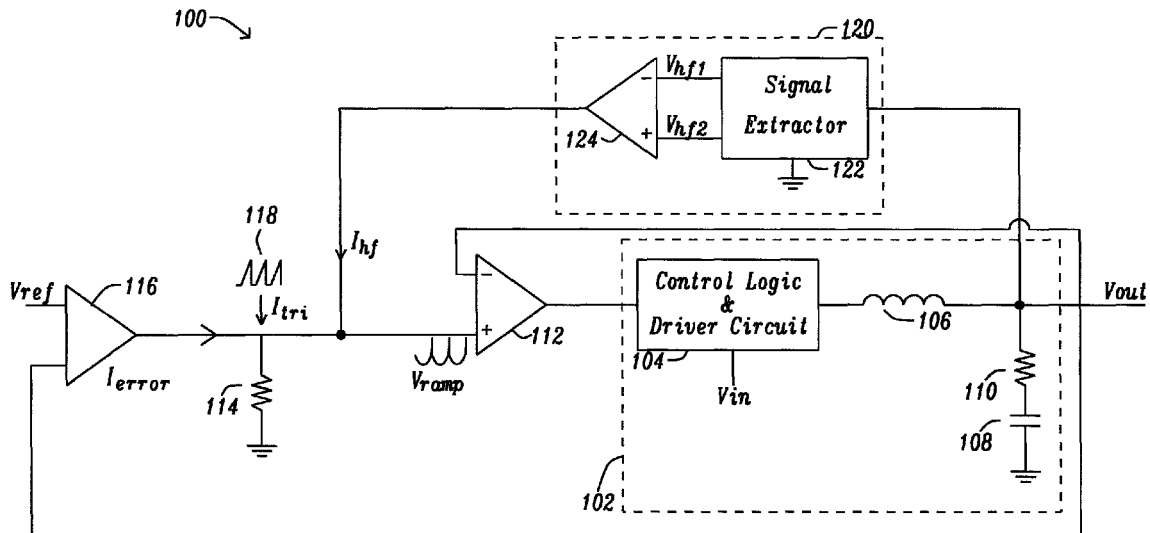 100
120
Vhf1
Signal
Extractor
Vhf2
-
+
124
122
118
Ihf
Itri
Vref
116
Ierror
114
-
+
112
Vramp
Control Logic
&
Driver Circuit
104
Vin
106
Vout
110
108
102